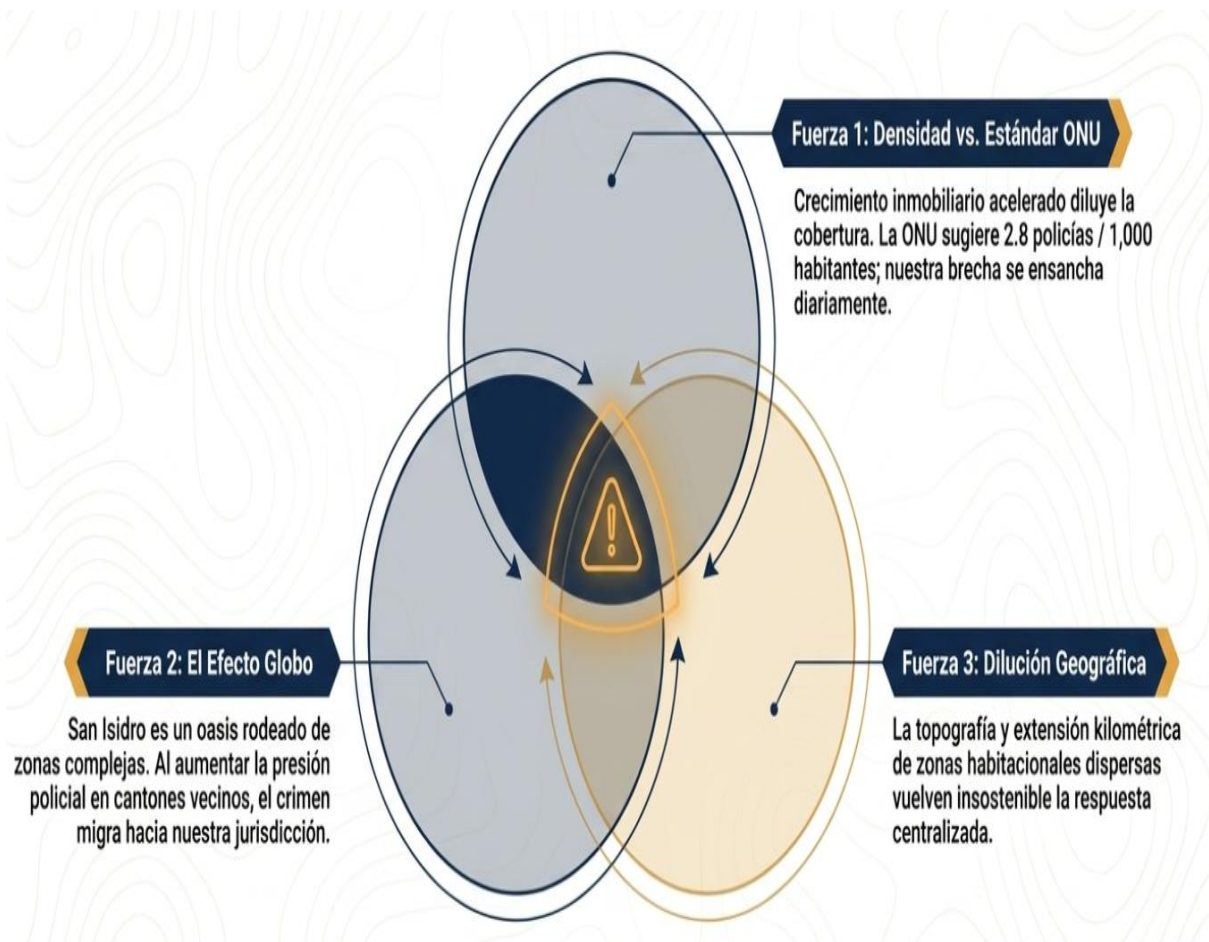 Fuerza 1: Densidad vs. Estándar ONU
Crecimiento inmobiliario acelerado diluye la
cobertura. La ONU sugiere 2.8 policías / 1,000
habitantes; nuestra brecha se ensancha
diariamente.
Fuerza 2: El Efecto Globo
San Isidro es un oasis rodeado de
zonas complejas. Al aumentar la presión
policial en cantones vecinos, el crimen
migra hacia nuestra jurisdicción.
Fuerza 3: Dilución Geográfica
La topografía y extensión kilométrica
de zonas habitacionales dispersas
vuelven insostenible la respuesta
centralizada.